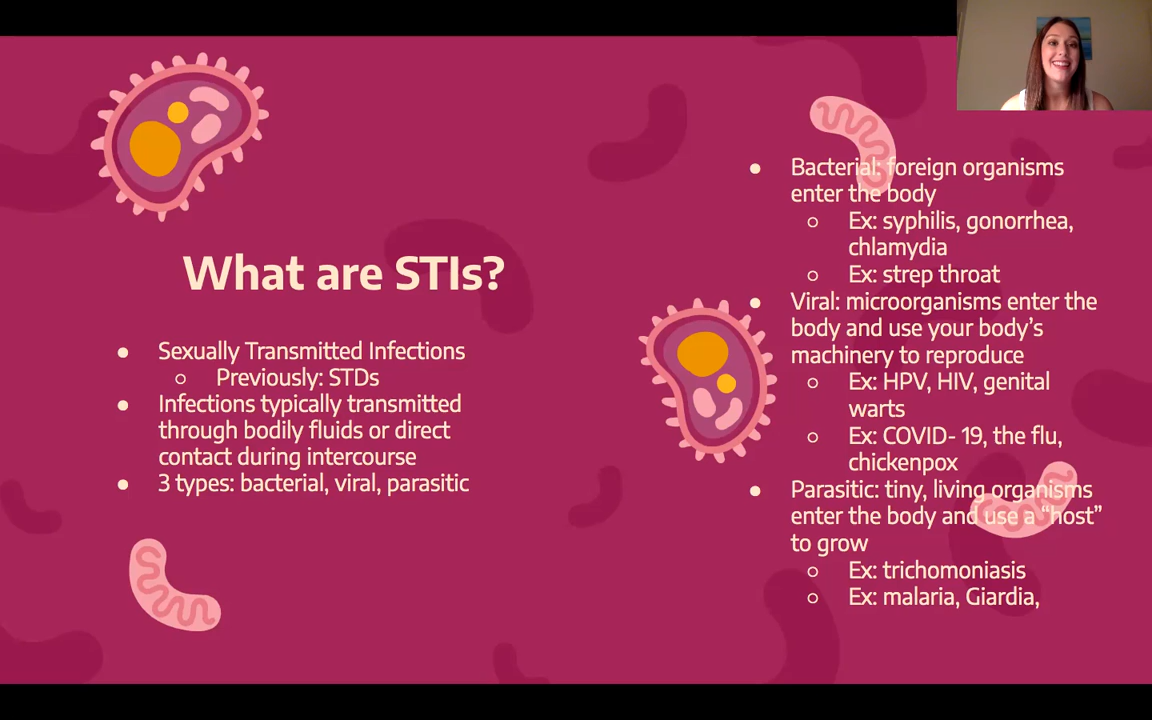 What are STIs?
Sexually Transmitted Infections
Previously: STDs
Infections typically transmitted
through bodily fluids or direct
contact during intercourse
3 types: bacterial, viral, parasitic
Bacterial: foreign organisms
enter the body
Ex: syphilis, gonorrhea,
chlamydia
Ex: strep throat
Viral: microorganisms enter the
body and use your body's
machinery to reproduce
Ex: HPV, HIV, genital
warts
Ex: COVID- 19, the flu,
chickenpox
Parasitic: tiny, living organisms
enter the body and use a “host”
to grow
Ex: trichomoniasis
Ex: malaria, Giardia,